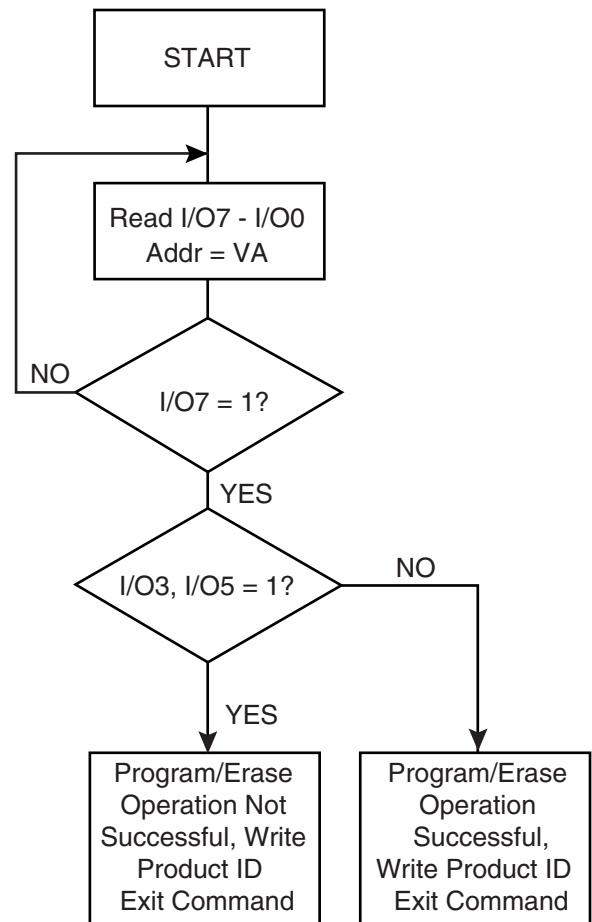 START
Read I/O7 - I/O0
Addr = VA
NO
I/O7 = 1?
YES
I/O3, I/O5 = 1?
NO
YES
Program/Erase
Operation Not
Successful, Write
Product ID
Exit Command
Program/Erase
Operation
Successful,
Write Product ID
Exit Command